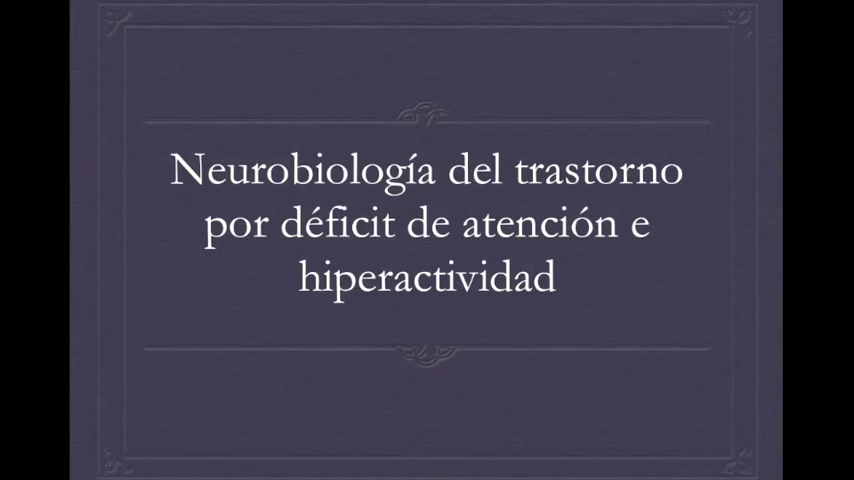 Neurobiología del trastorno
por déficit de atención e
hiperactividad